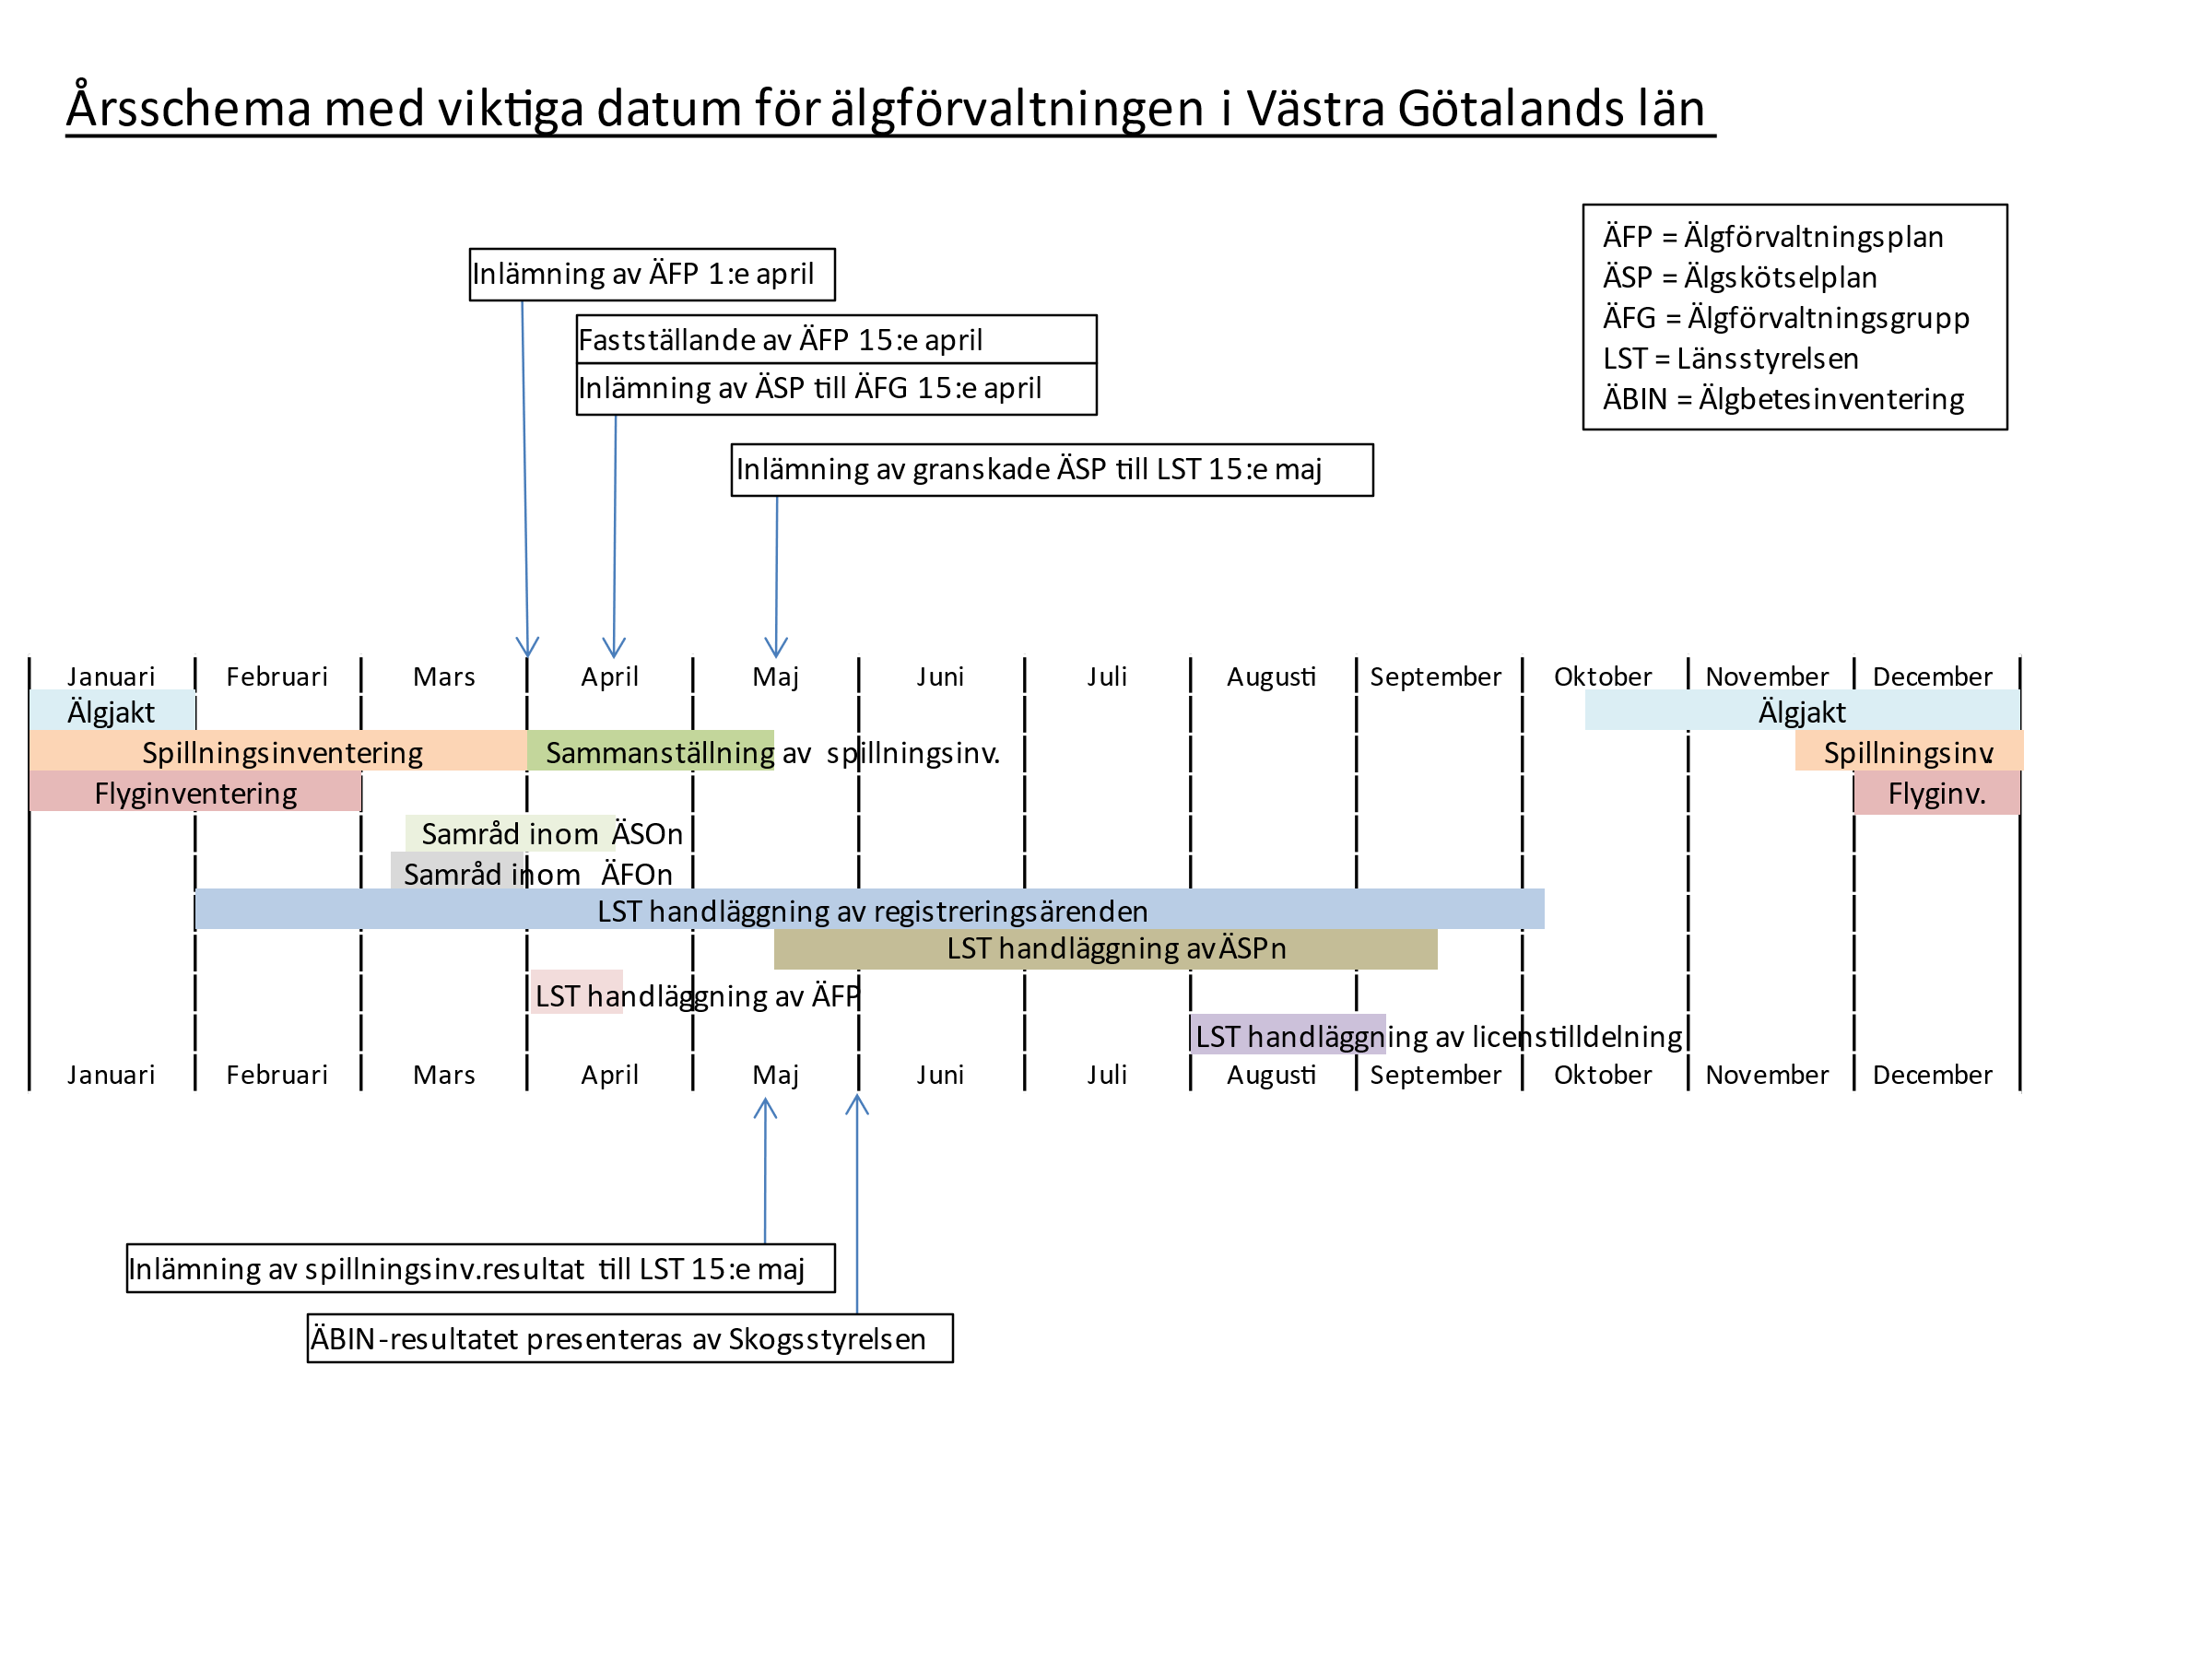 Årsschema med viktiga datum för älgförvaltningen i Västra Götalands län
ÄFP = Älgförvaltningsplan
ÄSP = Älgskötselplan
ÄFG = Älgförvaltningsgrupp
LST = Länsstyrelsen
ÄBIN = Älgbetesinventering
Inlämning av ÄFP 1:e april
Fastställande av ÄFP 15:e april
Inlämning av ÄSP till ÄFG 15:e april
Inlämning av granskade ÄSP till LST 15:e maj
Januari Februari Mars April Maj Juni Juli Augusti September Oktober November December
Älgjakt Älgjakt
Spillningsinventering Sammanställning av spillningsinv. Spillningsinv.
Flyginventering Flyginv.
Samråd inom ÄSOn
Samråd inom ÄFOn
LST handläggning av registreringsärenden
LST handläggning av ÄSPn
LST handläggning av ÄFP
LST handläggning av licenstilldelning
Januari Februari Mars April Maj Juni Juli Augusti September Oktober November December
Inlämning av spillningsinv.resultat till LST 15:e maj
ÄBIN-resultatet presenteras av Skogsstyrelsen